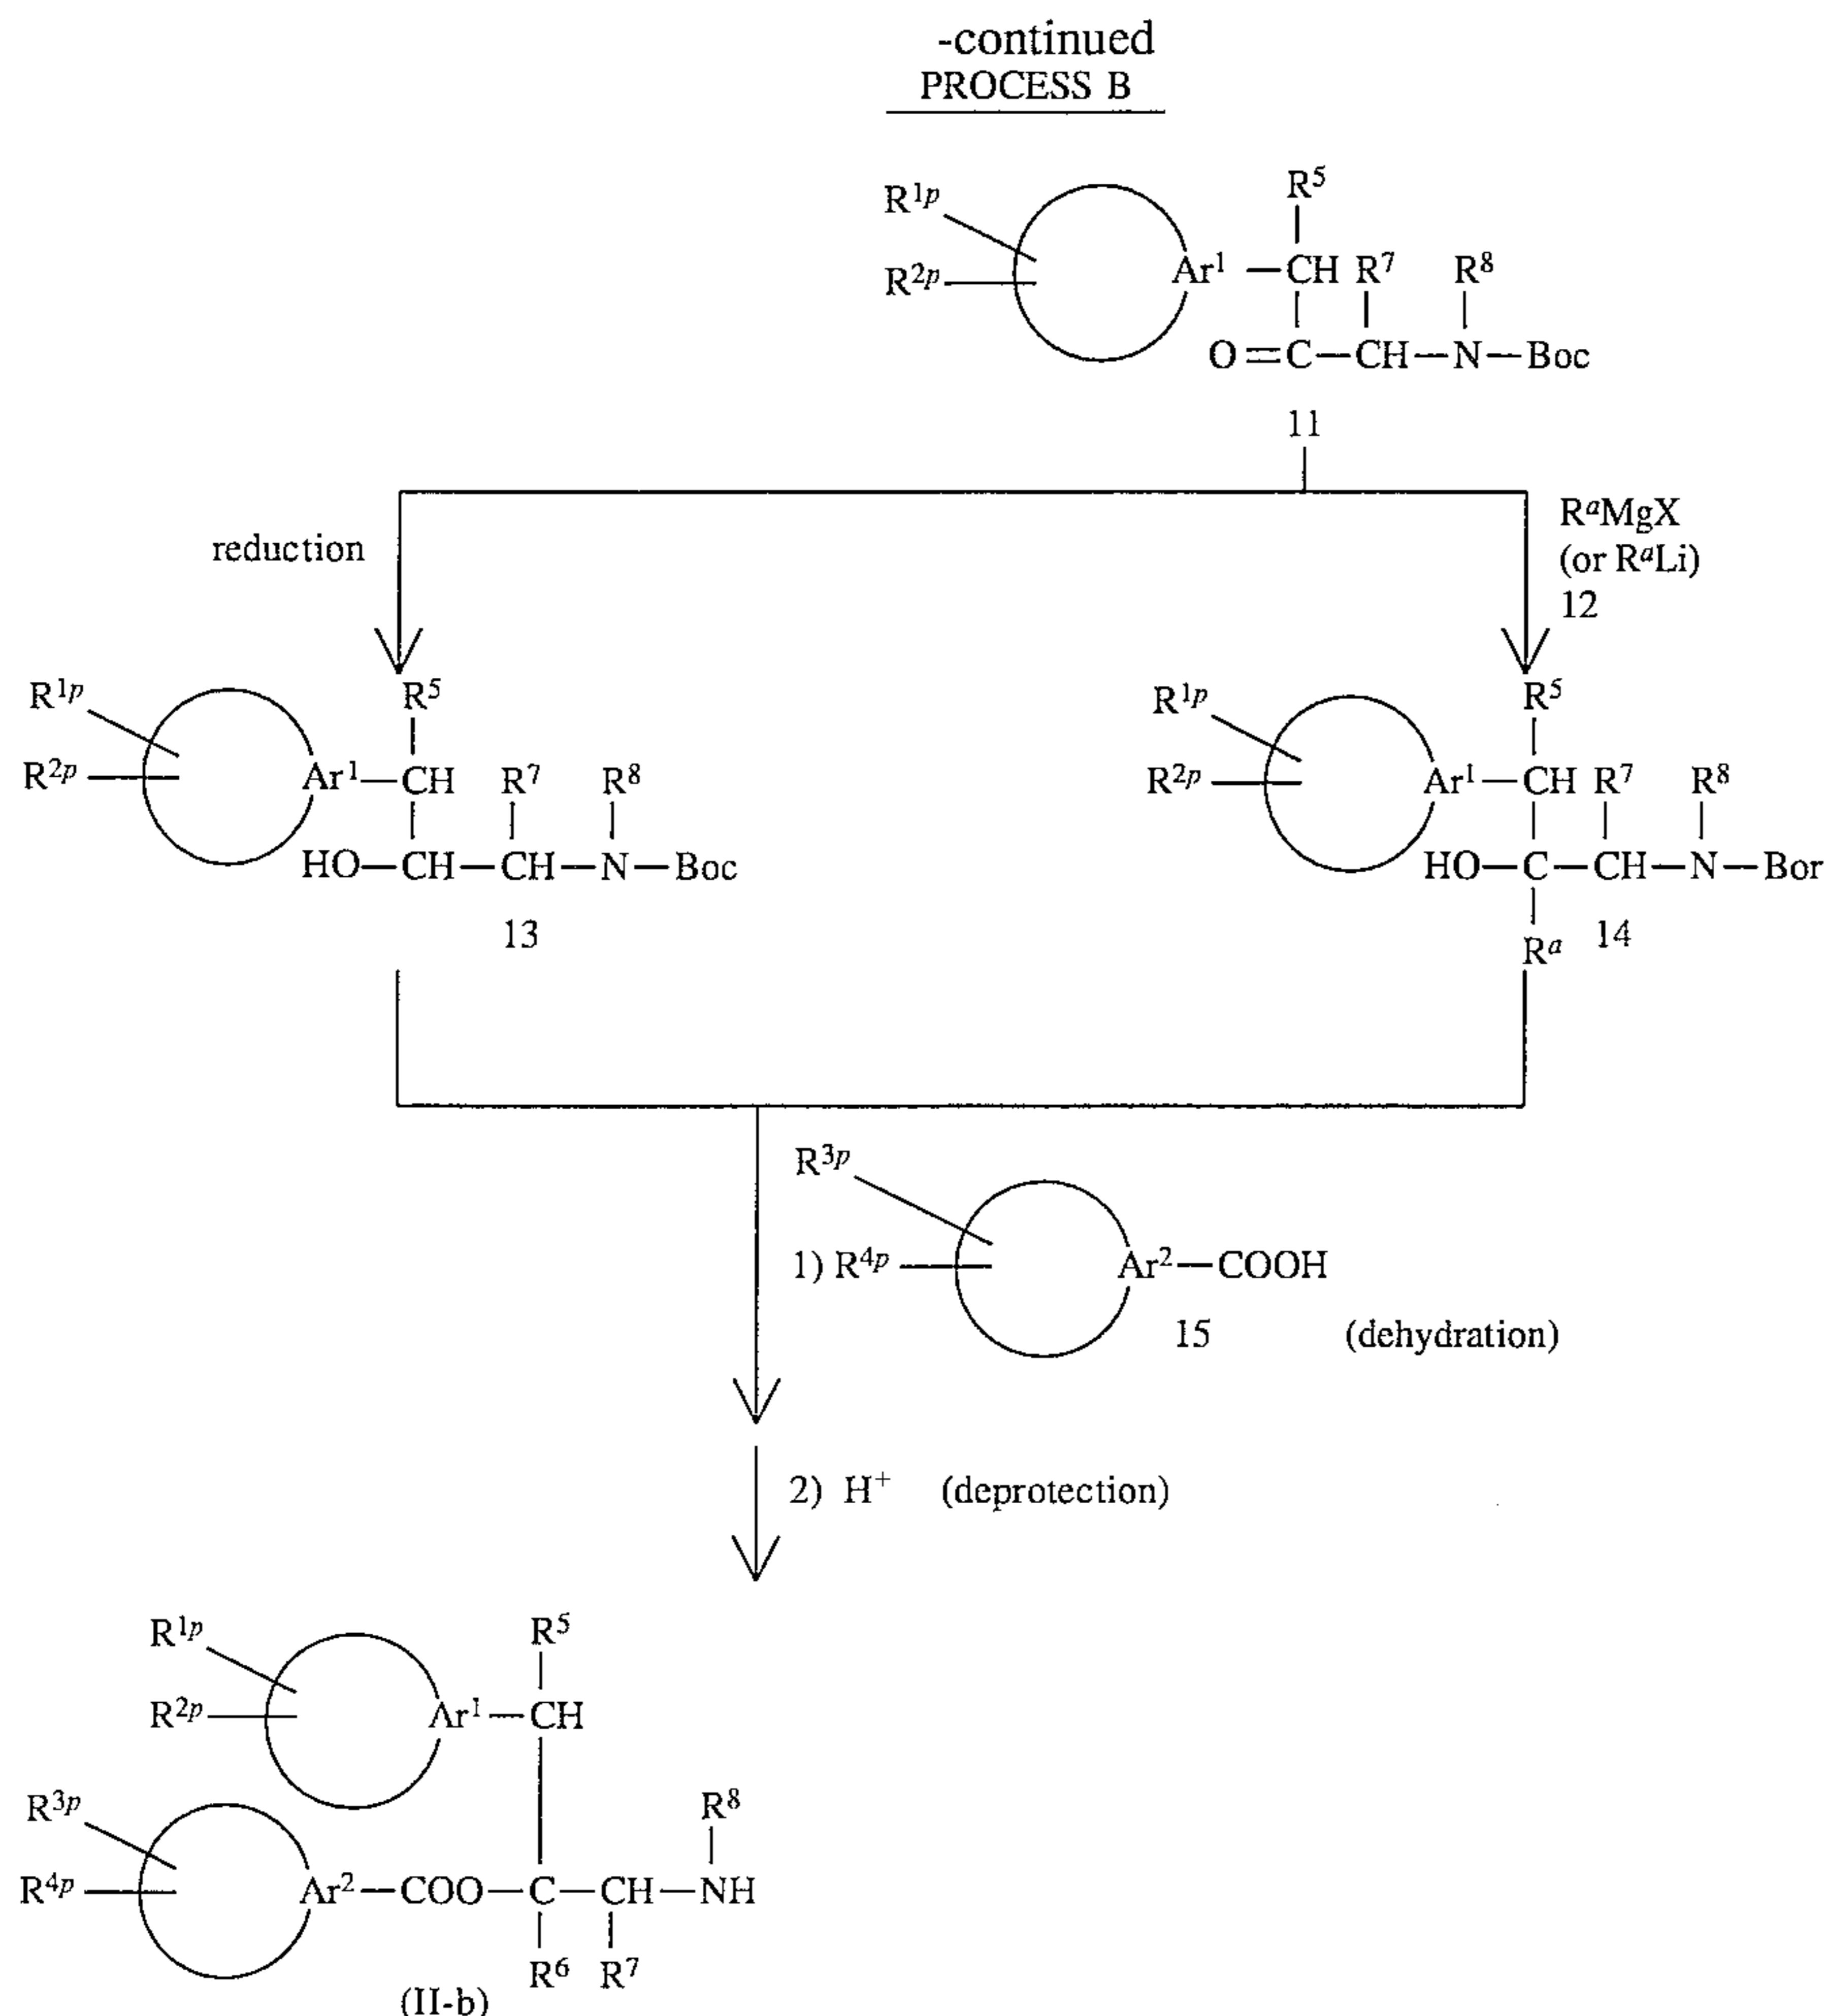 -continued
PROCESS B
R5
R1p
R2p
Ar1 — CH R7 R8
O=C—CH—N—Boc
11
reduction
RaMgX
(or RaLi)
12
R5
R1p
R2p
Ar1—CH R7 R8
HO—CH—CH—N—Boc
13
R5
R1p
R2p
Ar1—CH R7 R8
HO—C—CH—N—Bor
Ra
14
R3p
1) R4p
Ar2—COOH
15 (dehydration)
2) H+ (deprotection)
R5
R1p
R2p
Ar1—CH
R3p
R8
R4p
Ar2—COO—C—CH—NH
R6 R7
(II-b)